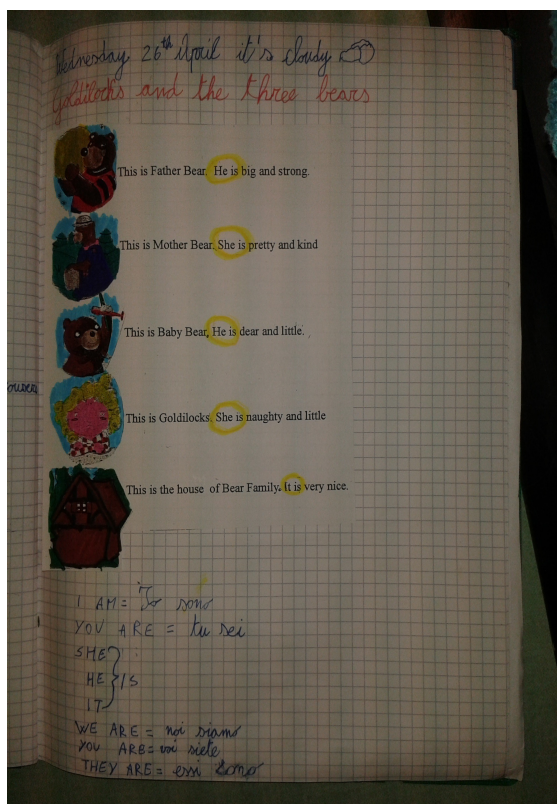 Wednesday 26th April it's cloudy
Goldilocks and the three bears
This is Father Bear. He is big and strong.
This is Mother Bear. She is pretty and kind
This is Baby Bear, He is dear and little.
This is Goldilocks. She is naughty and little
This is the house of Bear Family. it is very nice.
I AM = Io sono
YOU ARE = tu sei
SHE
HE } IS
IT
WE ARE = noi siamo
YOU ARE = voi siete
THEY ARE = essi sono